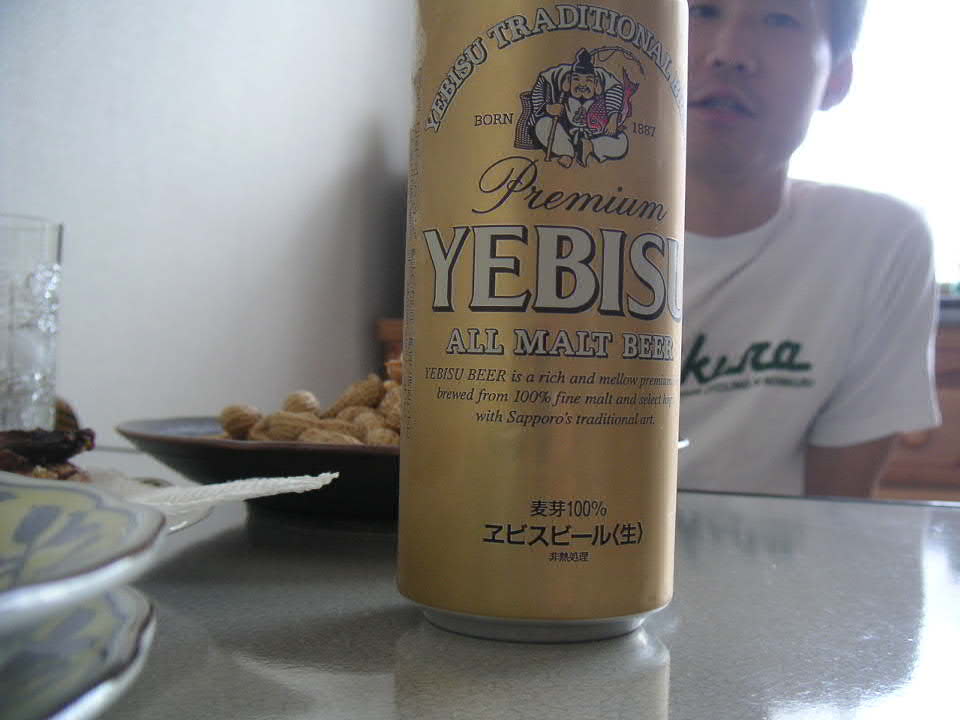 YEBISU TRADITIONAL
BORN 1887
Premium
YEBISU
ALL MALT BEER
YEBISU BEER is a rich and mellow premium
brewed from 100% fine malt and select hop
with Sapporo's traditional art.
麦芽100%
ヱビスビール〈生〉
非熱処理
kura